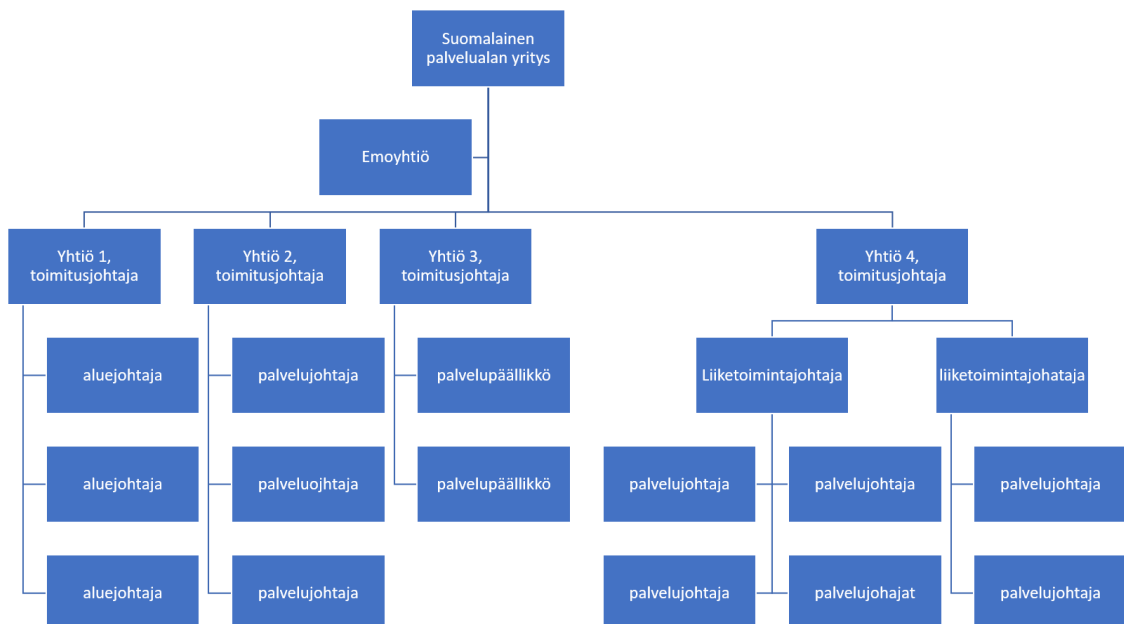 Suomalainen
palvelualan yritys
Emoyhtiö
Yhtiö 1,
toimitusjohtaja
Yhtiö 2,
toimitusjohtaja
Yhtiö 3,
toimitusjohtaja
Yhtiö 4,
toimitusjohtaja
aluejohtaja
palvelujohtaja
palvelupäällikkö
Liiketoimintajohtaja
liiketoimintajohataja
aluejohtaja
palveluojhtaja
palvelupäällikkö
palvelujohtaja
palvelujohtaja
palvelujohtaja
aluejohtaja
palvelujohtaja
palvelujohtaja
palvelujohajat
palvelujohtaja